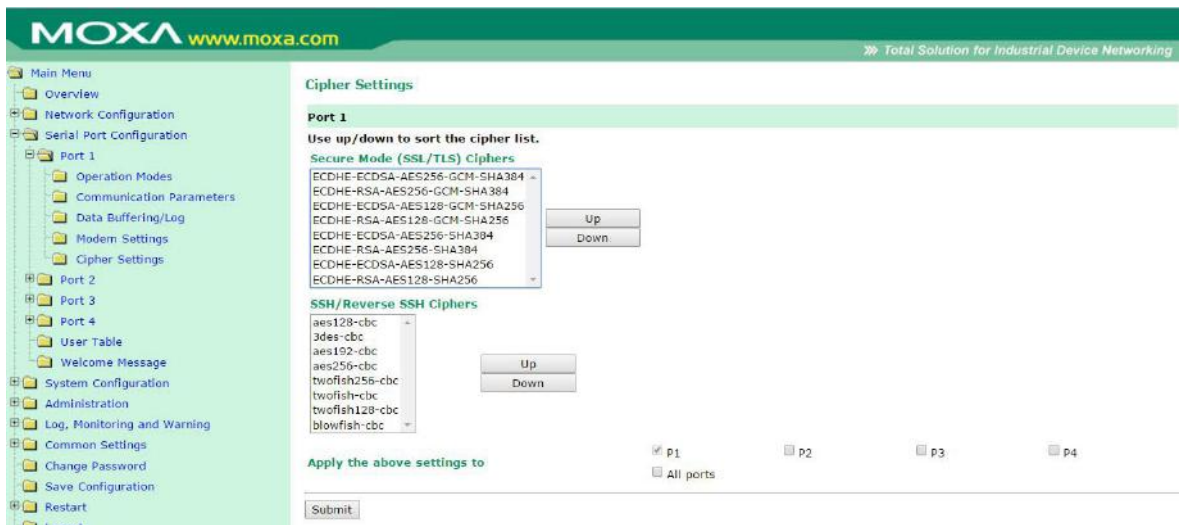 MOXA www.moxa.com
Total Solution for Industrial Device Networking
Main Menu
Overview
Network Configuration
Serial Port Configuration
Port 1
Operation Modes
Communication Parameters
Data Buffering/Log
Modem Settings
Cipher Settings
Port 2
Port 3
Port 4
User Table
Welcome Message
System Configuration
Administration
Log, Monitoring and Warning
Common Settings
Change Password
Save Configuration
Restart
Cipher Settings
Port 1
Use up/down to sort the cipher list.
Secure Mode (SSL/TLS) Ciphers
ECDHE-ECDSA-AES256-GCM-SHA384
ECDHE-RSA-AES256-GCM-SHA384
ECDHE-ECDSA-AES128-GCM-SHA256
ECDHE-RSA-AES128-GCM-SHA256
ECDHE-ECDSA-AES256-SHA384
ECDHE-RSA-AES256-SHA384
ECDHE-ECDSA-AES128-SHA256
ECDHE-RSA-AES128-SHA256
Up
Down
SSH/Reverse SSH Ciphers
aes128-cbc
3des-cbc
aes192-cbc
aes256-cbc
twofish256-cbc
twofish-cbc
twofish128-cbc
blowfish-cbc
Up
Down
Apply the above settings to
P1 P2 P3 P4
All ports
Submit